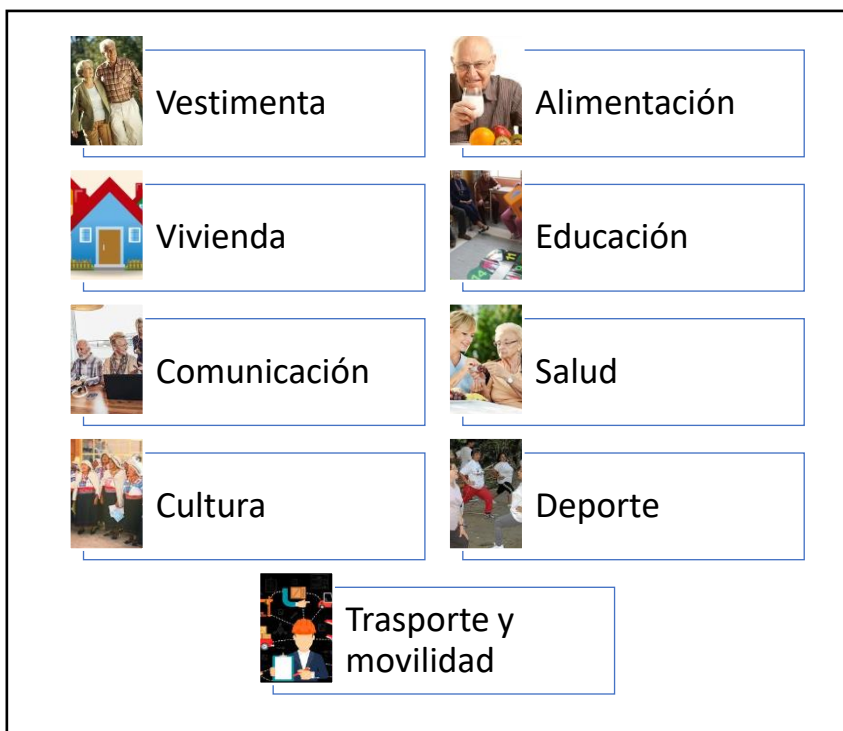 Vestimenta
Alimentación
Vivienda
Educación
Comunicación
Salud
Cultura
Deporte
Trasporte y
movilidad